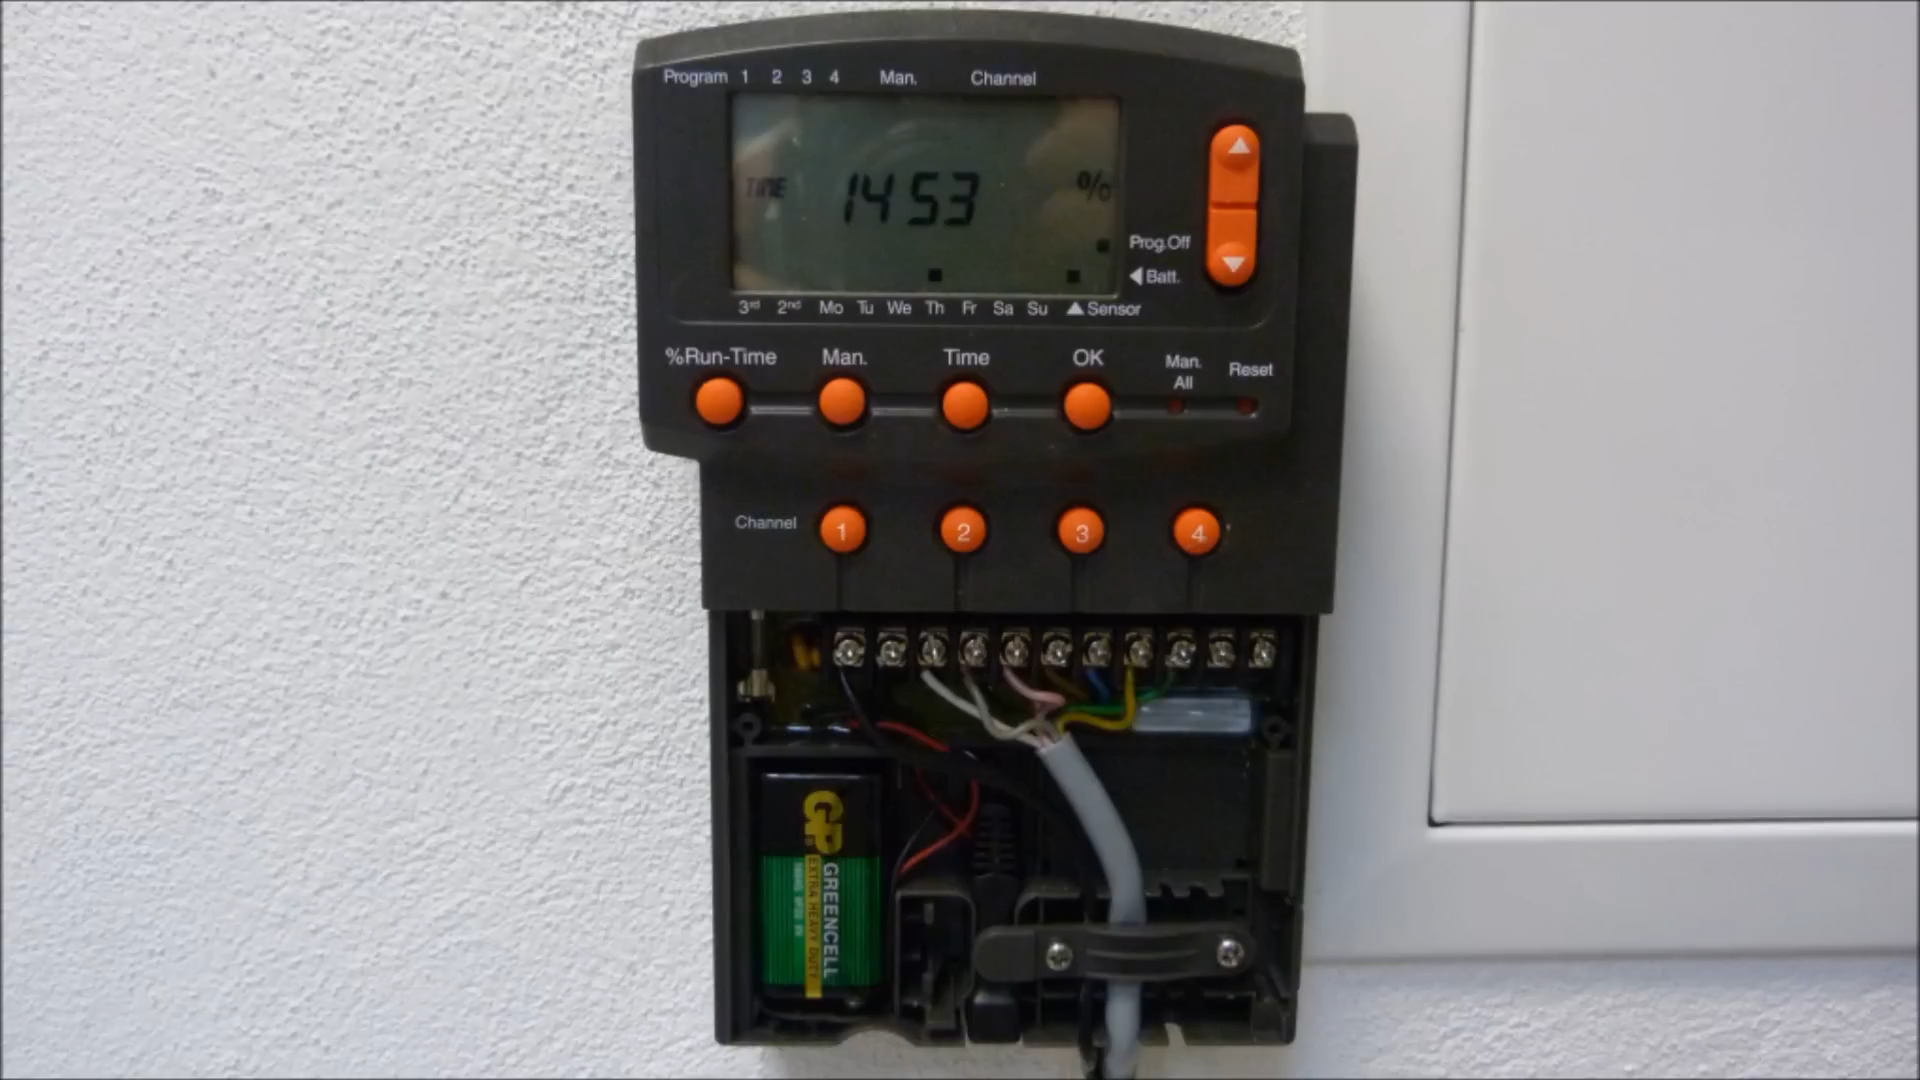 Program 1 2 3 4 Man. Channel
TIME 14 53 %
Prog.Off
Batt.
3rd 2nd Mo Tu We Th Fr Sa Su Sensor
%Run-Time Man. Time OK Man. All Reset
Channel 1 2 3 4
GP
GREENCELL
EXTRA HEAVY DUTY